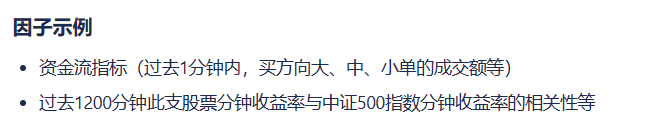 因子示例
资金流指标（过去1分钟内，买方向大、中、小单的成交额等）
过去1200分钟此支股票分钟收益率与中证500指数分钟收益率的相关性等